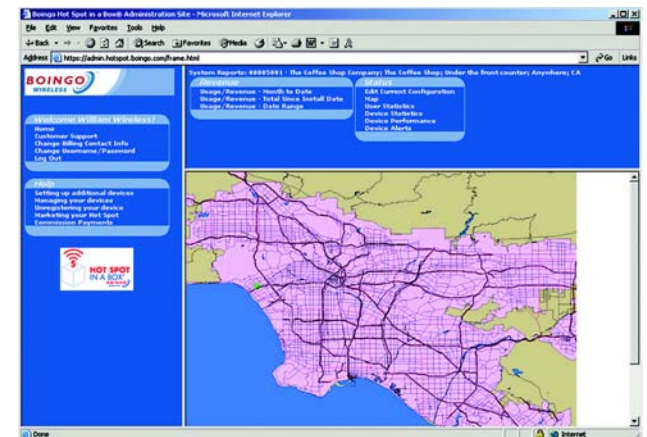 Boingo Hot Spot in a Box® Administration Site - Microsoft Internet Explorer
File Edit View Favorites Tools Help
Back Search Favorites Media
Address https://admin.hotspot.boingo.com/frame.html Go Links
BOINGO
WIRELESS
System Reports: 00005001 - The Coffee Shop Company; The Coffee Shop; Under the front counter; Anywhere; CA
Revenue
Usage/Revenue - Month to Date
Usage/Revenue - Total Since Install Date
Usage/Revenue - Date Range
Status
Edit Current Configuration
Map
User Statistics
Device Statistics
Device Performance
Device Alerts
Welcome William Wireless!
Home
Customer Support
Change Billing Contact Info
Change Username/Password
Log Out
Help
Setting up additional devices
Managing your devices
Unregistering your device
Marketing your Hot Spot
Commission Payments
HOT SPOT
IN A BOX
Done Internet